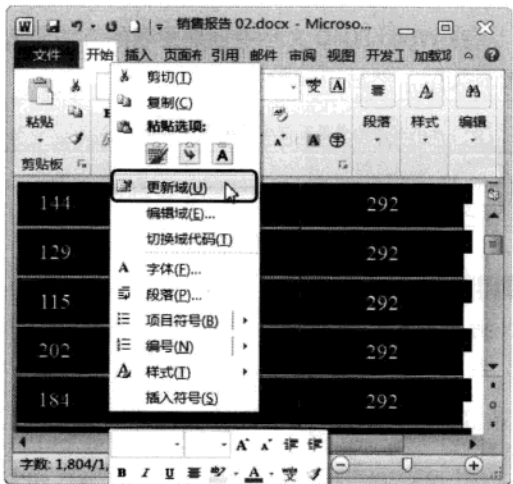 销售报告 02.docx - Microso...
文件 开始 插入 页面布 引用 邮件 审阅 视图 开发工 加载项
粘贴
剪贴板
段落 样式 编辑
剪切(T)
复制(C)
粘贴选项:
更新域(U)
编辑域(E)...
切换域代码(T)
字体(F)...
段落(P)...
项目符号(B)
编号(N)
样式(T)
插入符号(S)
144 292
129 292
115 292
202 292
184 292
B I U
字数: 1,804/1,